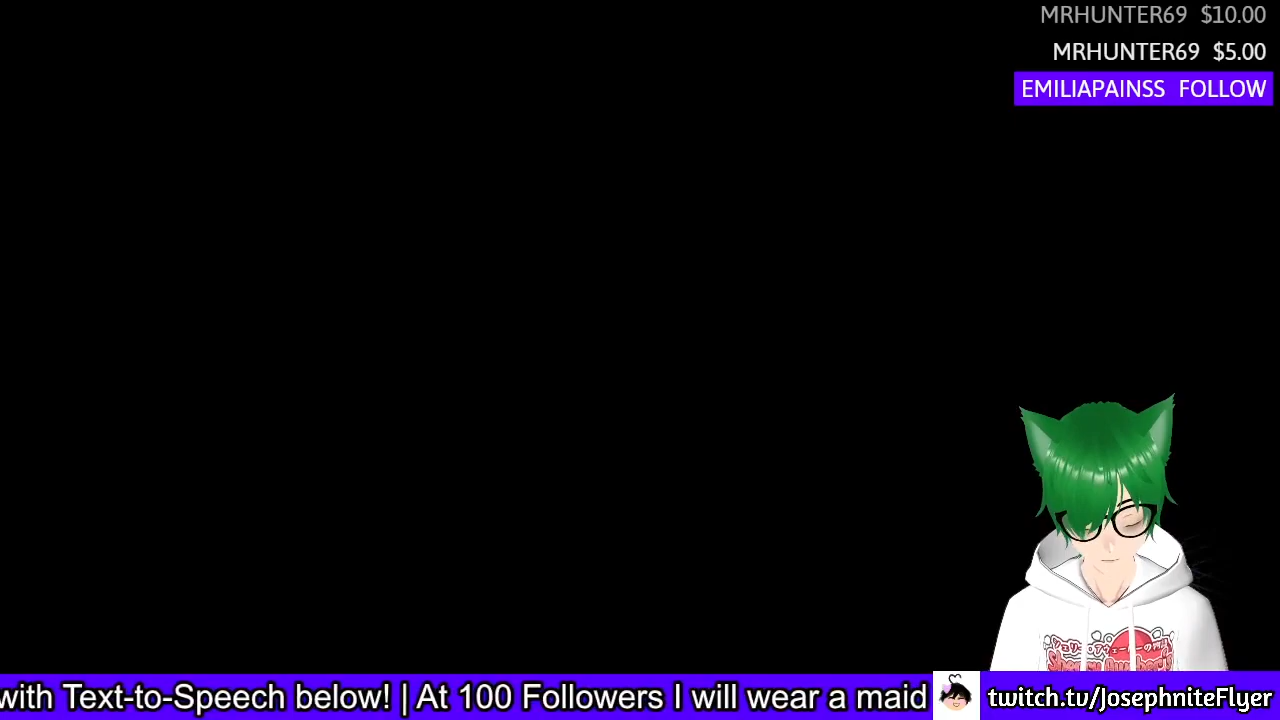 MRHUNTER69 $10.00
MRHUNTER69 $5.00
EMILIAPAINSS FOLLOW
with Text-to-Speech below! | At 100 Followers I will wear a maid
twitch.tv/JosephniteFlyer